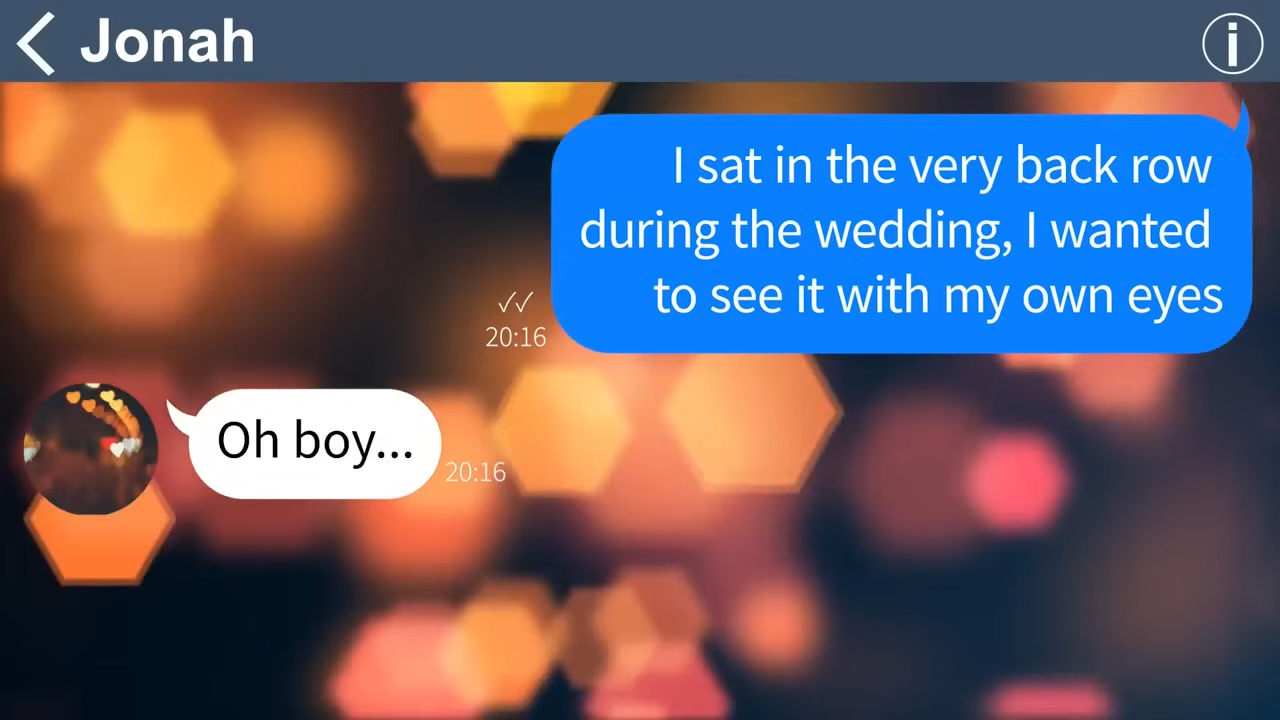 Jonah
i
I sat in the very back row
during the wedding, I wanted
to see it with my own eyes
20:16
Oh boy...
20:16